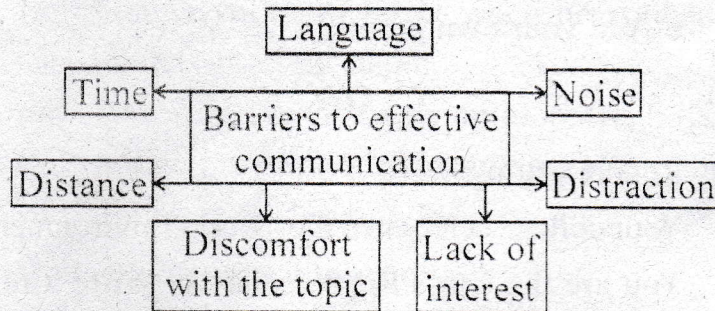 Language
Time
Noise
Barriers to effective
communication
Distance
Distraction
Discomfort
with the topic
Lack of
interest